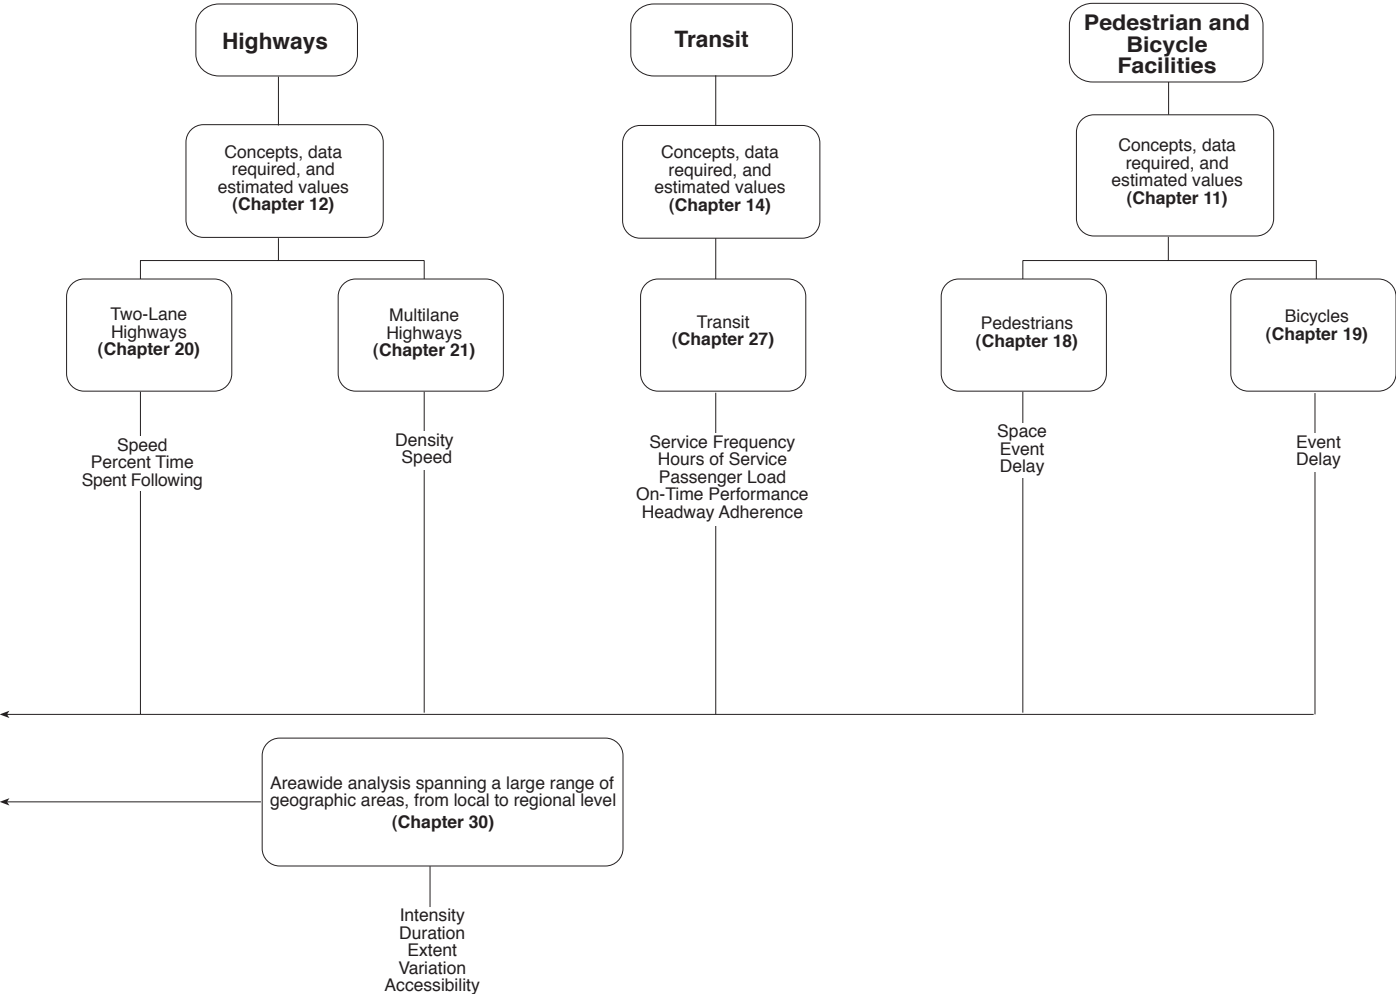 Highways
Transit
Pedestrian and
Bicycle
Facilities
Concepts, data
required, and
estimated values
(Chapter 12)
Concepts, data
required, and
estimated values
(Chapter 14)
Concepts, data
required, and
estimated values
(Chapter 11)
Two-Lane
Highways
(Chapter 20)
Multilane
Highways
(Chapter 21)
Transit
(Chapter 27)
Pedestrians
(Chapter 18)
Bicycles
(Chapter 19)
Speed
Percent Time
Spent Following
Density
Speed
Service Frequency
Hours of Service
Passenger Load
On-Time Performance
Headway Adherence
Space
Event
Delay
Event
Delay
Areawide analysis spanning a large range of
geographic areas, from local to regional level
(Chapter 30)
Intensity
Duration
Extent
Variation
Accessibility